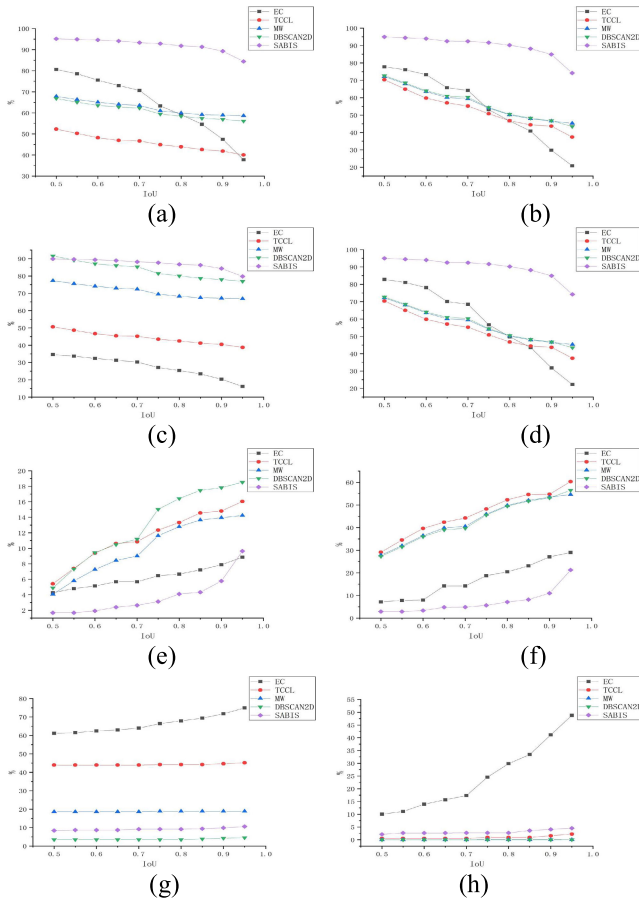 EC
TCCL
MW
DBSCAN2D
SABIS
100
90
80
70
60
50
40
30
%
0.5 0.6 0.7 0.8 0.9 1.0
IoU
(a)
EC
TCCL
MW
DBSCAN2D
SABIS
100
90
80
70
60
50
40
30
20
%
0.5 0.6 0.7 0.8 0.9 1.0
IoU
(b)
EC
TCCL
MW
DBSCAN2D
SABIS
90
80
70
60
50
40
30
20
10
%
0.5 0.6 0.7 0.8 0.9 1.0
IoU
(c)
EC
TCCL
MW
DBSCAN2D
SABIS
100
90
80
70
60
50
40
30
20
%
0.5 0.6 0.7 0.8 0.9 1.0
IoU
(d)
EC
TCCL
MW
DBSCAN2D
SABIS
20
18
16
14
12
10
8
6
4
2
%
0.5 0.6 0.7 0.8 0.9 1.0
IoU
(e)
EC
TCCL
MW
DBSCAN2D
SABIS
60
50
40
30
20
10
0
%
0.5 0.6 0.7 0.8 0.9 1.0
IoU
(f)
EC
TCCL
MW
DBSCAN2D
SABIS
80
70
60
50
40
30
20
10
0
%
0.5 0.6 0.7 0.8 0.9 1.0
IoU
(g)
EC
TCCL
MW
DBSCAN2D
SABIS
55
50
45
40
35
30
25
20
15
10
5
0
%
0.5 0.6 0.7 0.8 0.9 1.0
IoU
(h)